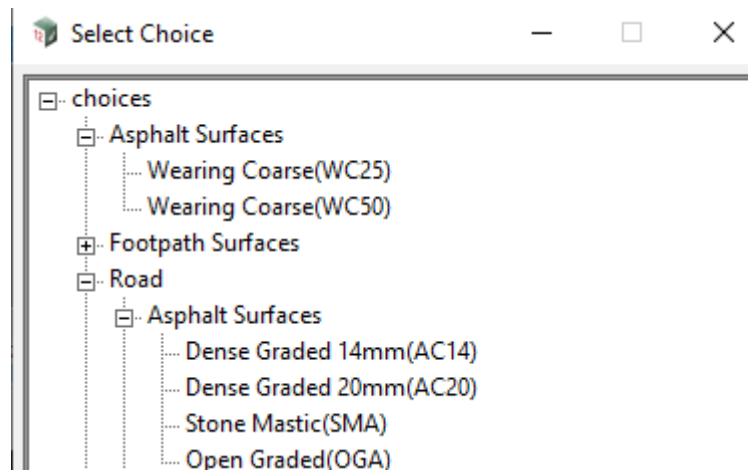 Select Choice
choices
Asphalt Surfaces
Wearing Coarse(WC25)
Wearing Coarse(WC50)
Footpath Surfaces
Road
Asphalt Surfaces
Dense Graded 14mm(AC14)
Dense Graded 20mm(AC20)
Stone Mastic(SMA)
Open Graded(OGA)